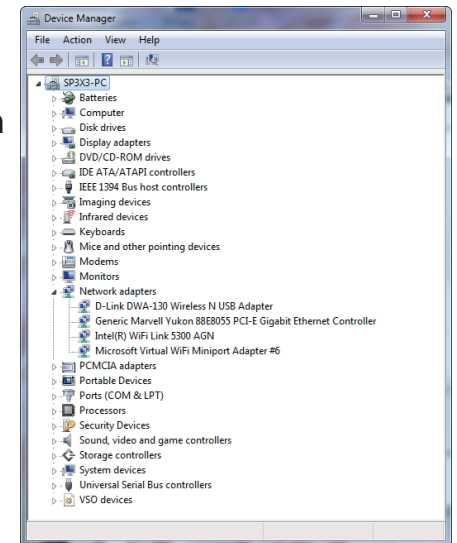 Device Manager
File Action View Help
SP3X3-PC
Batteries
Computer
Disk drives
Display adapters
DVD/CD-ROM drives
IDE ATA/ATAPI controllers
IEEE 1394 Bus host controllers
Imaging devices
Infrared devices
Keyboards
Mice and other pointing devices
Modems
Monitors
Network adapters
D-Link DWA-130 Wireless N USB Adapter
Generic Marvell Yukon 88E8055 PCI-E Gigabit Ethernet Controller
Intel(R) WiFi Link 5300 AGN
Microsoft Virtual WiFi Miniport Adapter #6
PCMCIA adapters
Portable Devices
Ports (COM & LPT)
Processors
Security Devices
Sound, video and game controllers
Storage controllers
System devices
Universal Serial Bus controllers
VSO devices